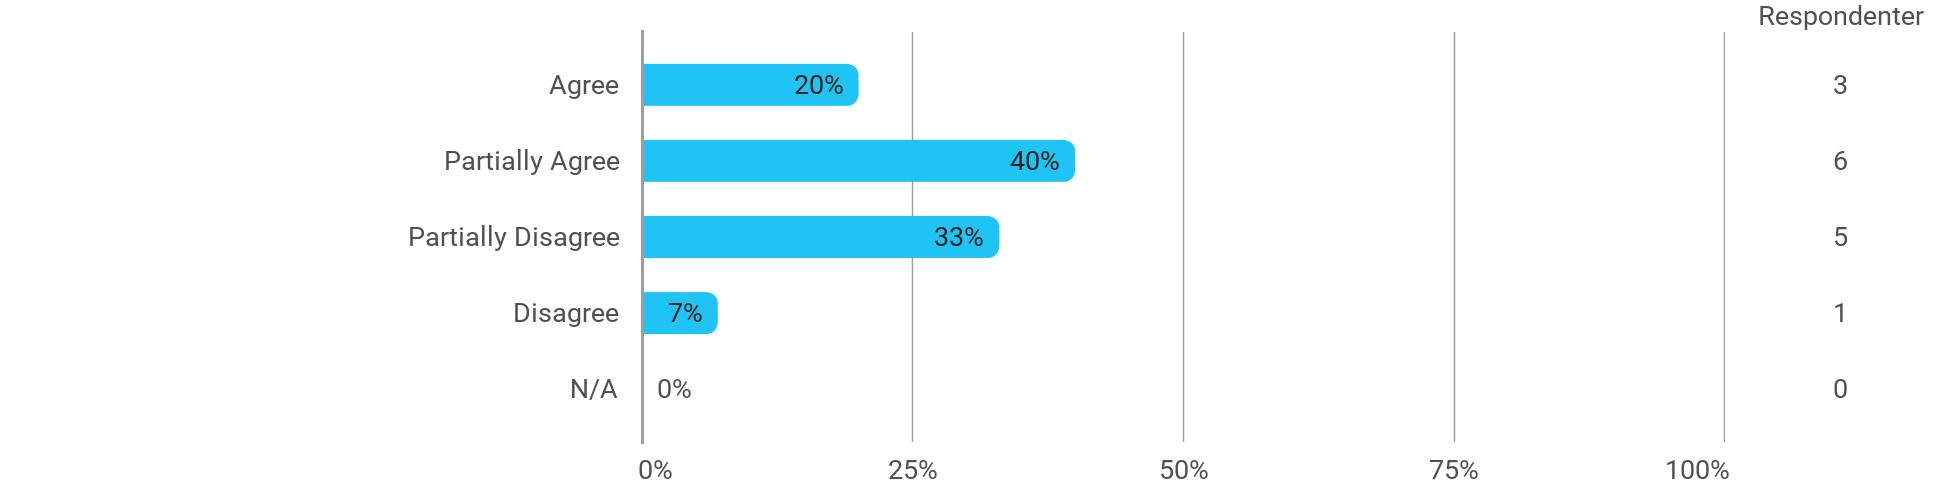 Respondenter
Agree 20% 3
Partially Agree 40% 6
Partially Disagree 33% 5
Disagree 7% 1
N/A 0% 0
0% 25% 50% 75% 100%